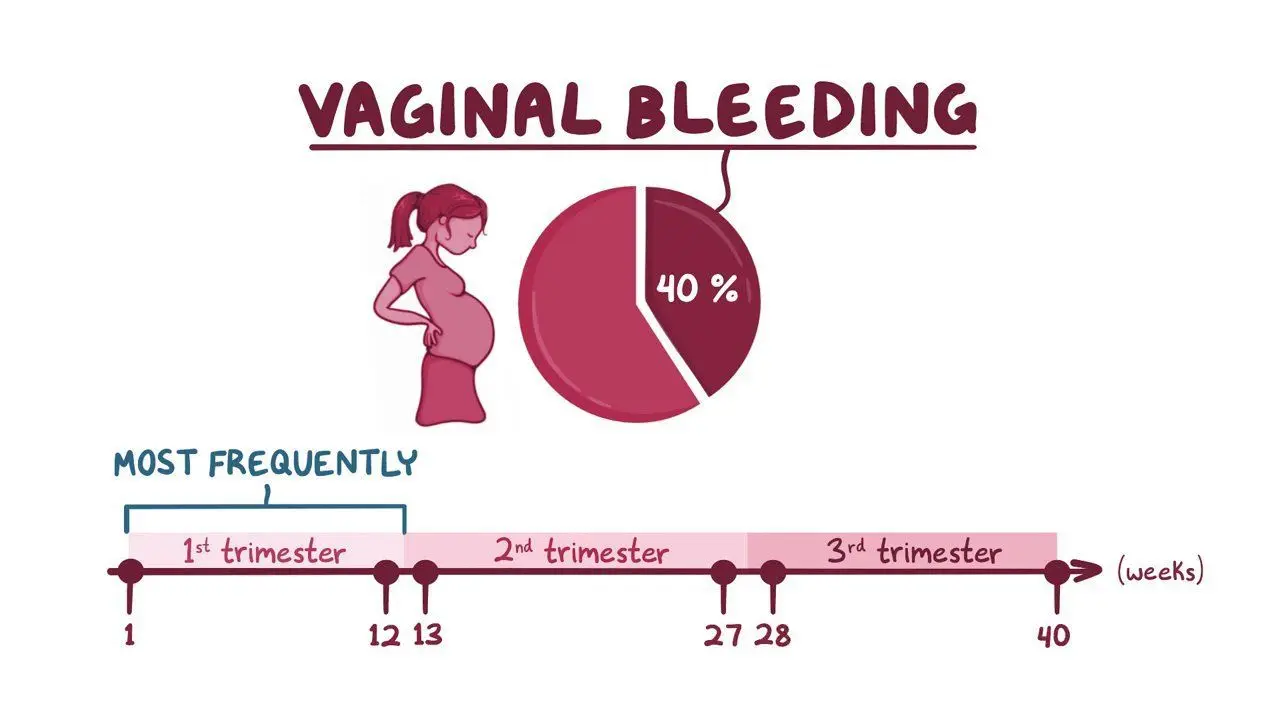 VAGINAL BLEEDING
40 %
MOST FREQUENTLY
1st trimester 2nd trimester 3rd trimester
(weeks)
1 12 13 27 28 40